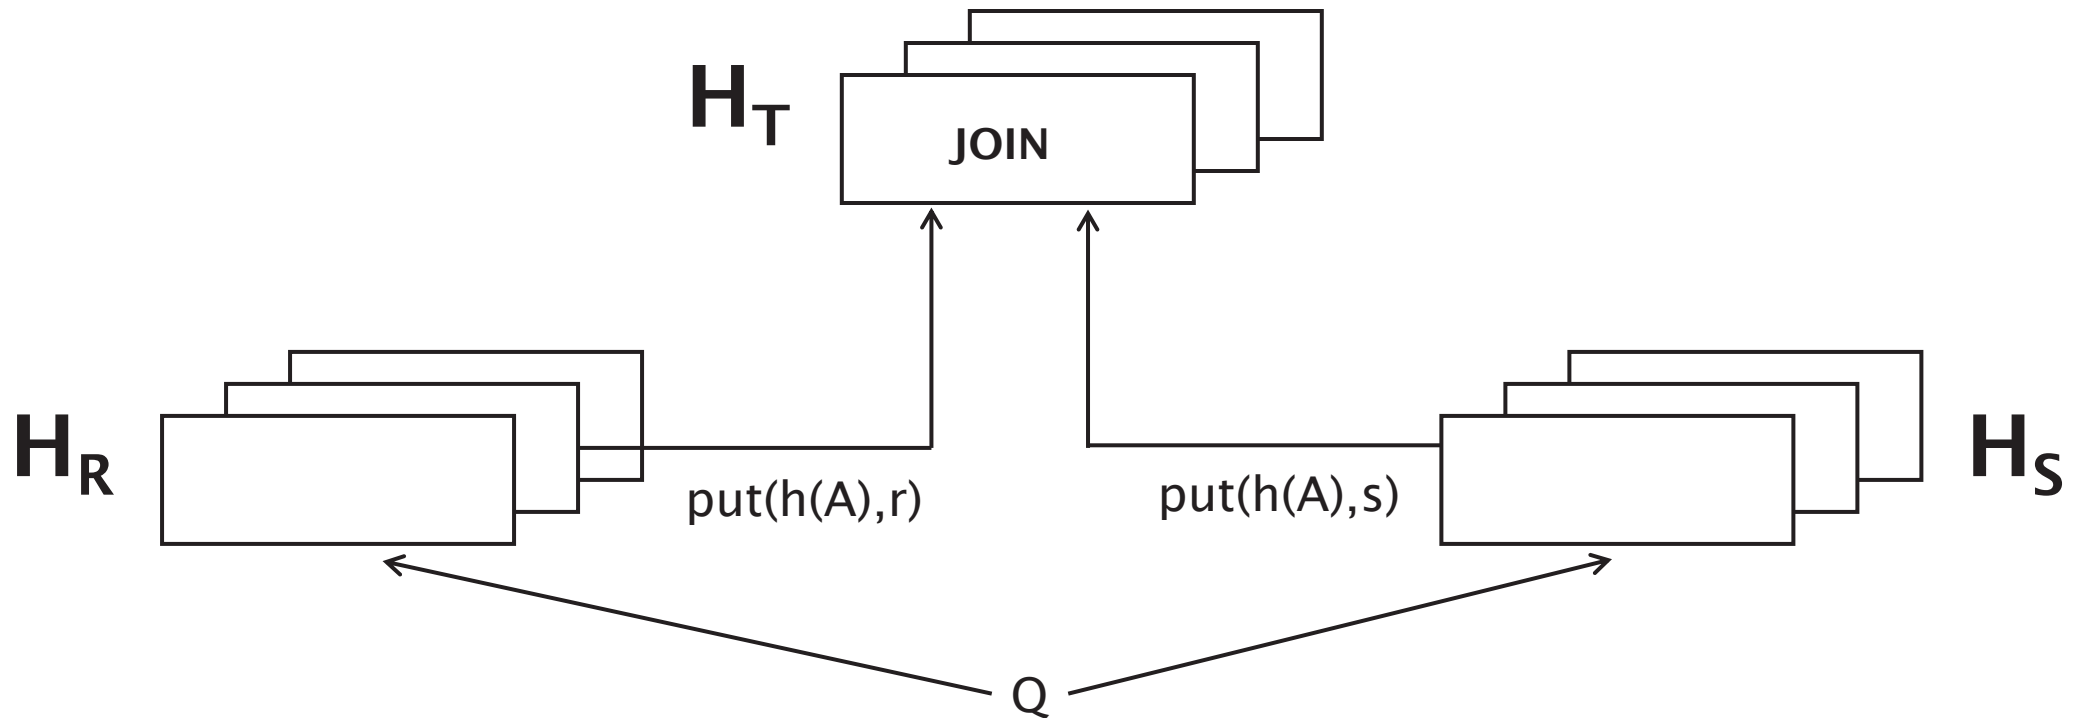 H_T
JOIN
H_R
put(h(A),r)
put(h(A),s)
H_S
Q